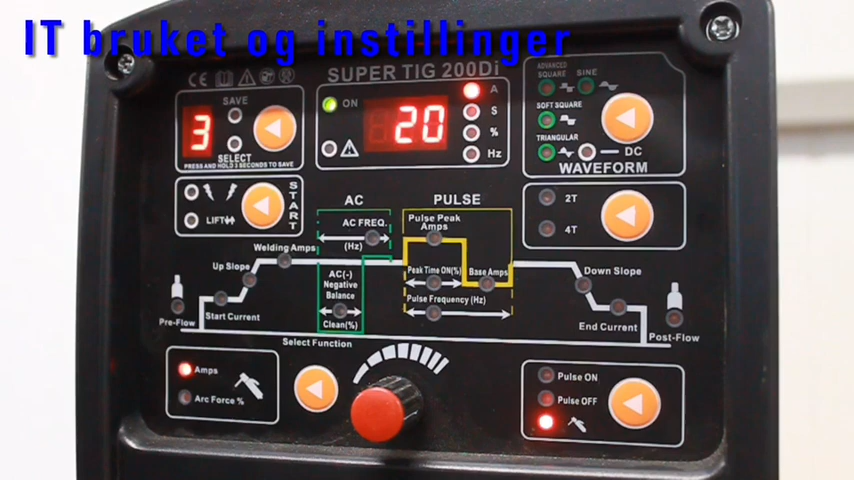 IT bruket og instillinger
SUPER TIG 200Di
SAVE
3
SELECT
PRESS AND HOLD 3 SECONDS TO SAVE
ON
20
A
S
%
Hz
ADVANCED SQUARE
SINE
SOFT SQUARE
TRIANGULAR
DC
WAVEFORM
START
LIFT
2T
4T
AC
PULSE
AC FREQ.
(Hz)
Pulse Peak
Amps
Welding Amps
Up Slope
Start Current
Pre-Flow
AC(-)
Negative
Balance
Clean(%)
Peak Time ON(%)
Base Amps
Pulse Frequency (Hz)
Down Slope
End Current
Post-Flow
Select Function
Amps
Arc Force %
Pulse ON
Pulse OFF